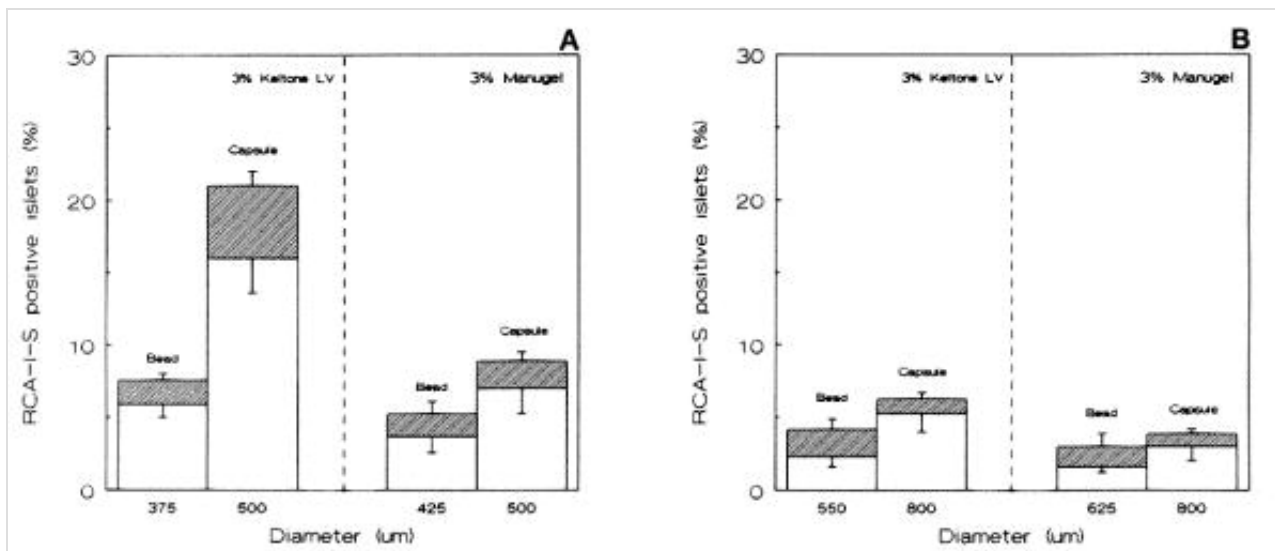 A
30
3% Keltone LV
3% Manugel
Capsule
20
RCA-I-S positive islets (%)
10
Bead
Bead
Capsule
0
375
500
425
500
Diameter (um)
B
30
3% Keltone LV
3% Manugel
20
RCA-I-S positive islets (%)
10
Bead
Capsule
Bead
Capsule
0
550
800
625
800
Diameter (um)